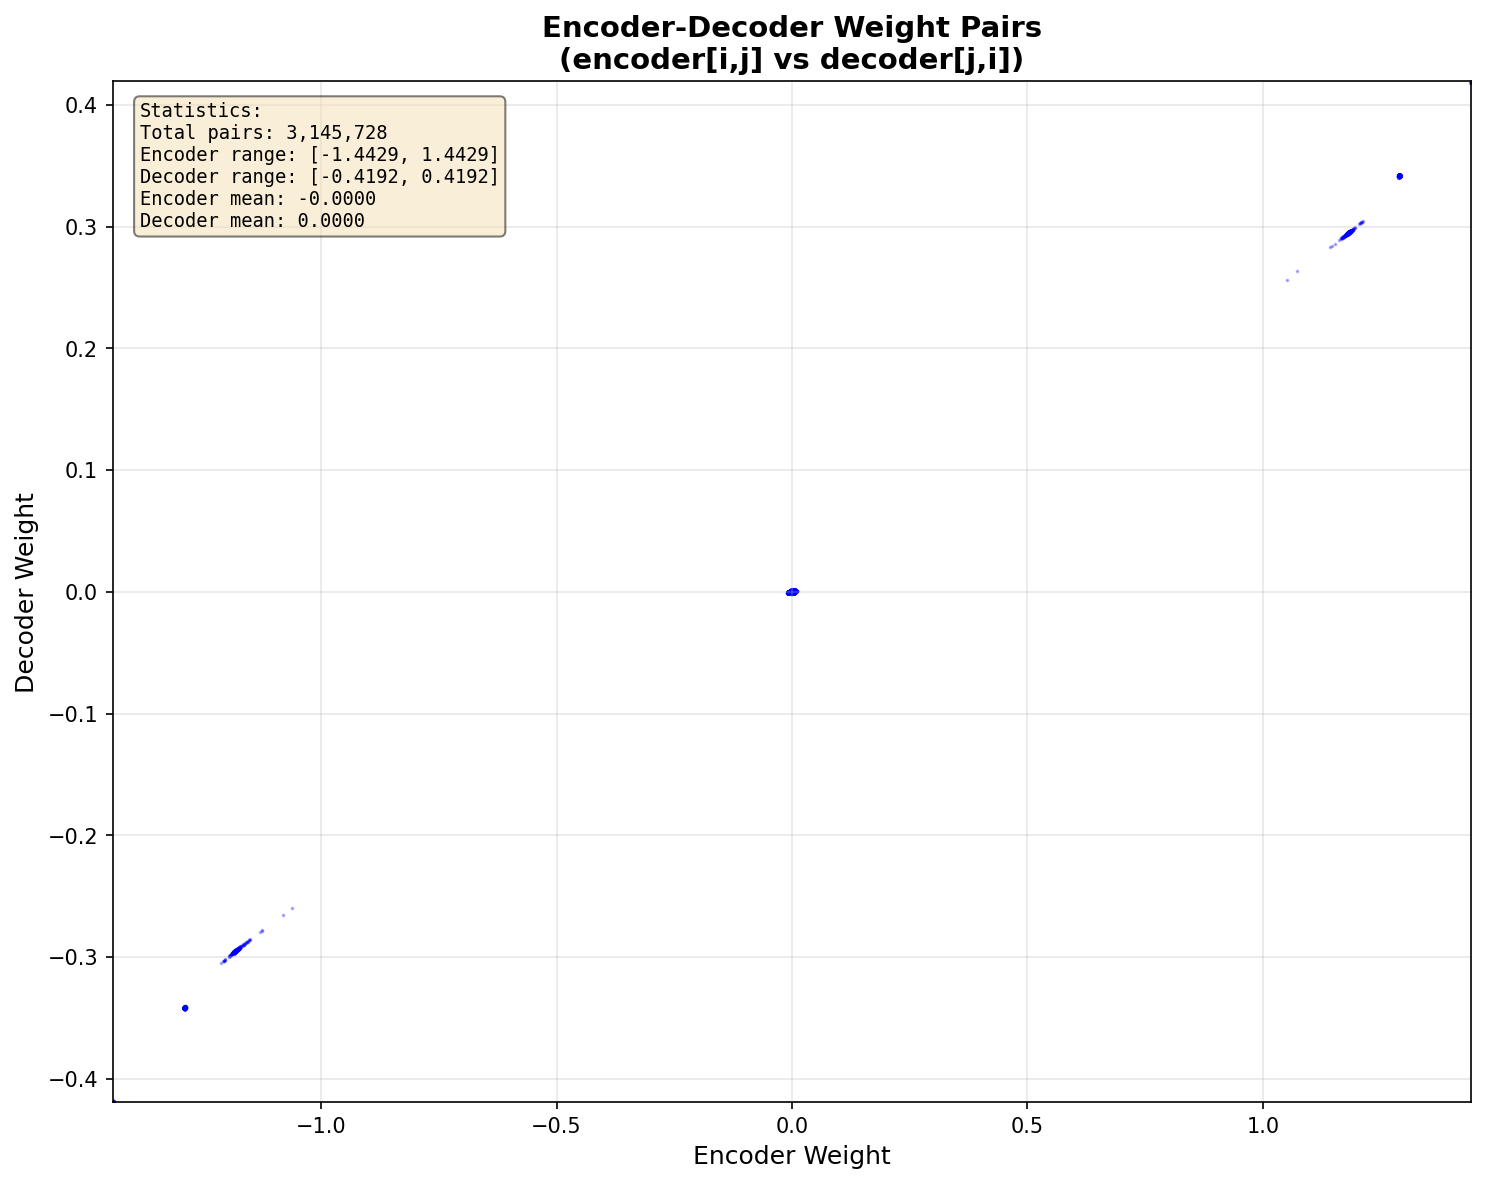 Encoder-Decoder Weight Pairs
(encoder[i,j] vs decoder[j,i])
Statistics:
Total pairs: 3,145,728
Encoder range: [-1.4429, 1.4429]
Decoder range: [-0.4192, 0.4192]
Encoder mean: -0.0000
Decoder mean: 0.0000
0.4
0.3
0.2
0.1
0.0
−0.1
−0.2
−0.3
−0.4
Decoder Weight
−1.0 −0.5 0.0 0.5 1.0
Encoder Weight